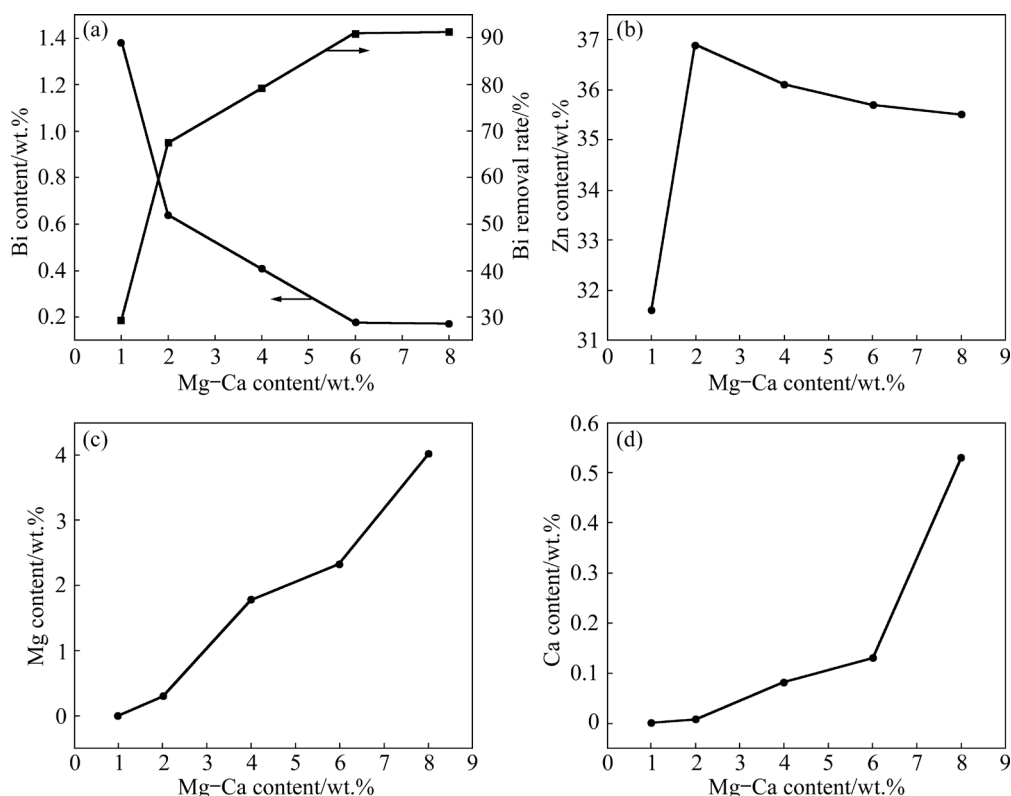 (a)
1.4
1.2
1.0
0.8
0.6
0.4
0.2
Bi content/wt.%
90
80
70
60
50
40
30
Bi removal rate/%
0 1 2 3 4 5 6 7 8
Mg−Ca content/wt.%
(b)
37
36
35
34
33
32
31
Zn content/wt.%
0 1 2 3 4 5 6 7 8 9
Mg−Ca content/wt.%
(c)
4
3
2
1
0
Mg content/wt.%
0 1 2 3 4 5 6 7 8 9
Mg−Ca content/wt.%
(d)
0.6
0.5
0.4
0.3
0.2
0.1
0
Ca content/wt.%
0 1 2 3 4 5 6 7 8 9
Mg−Ca content/wt.%